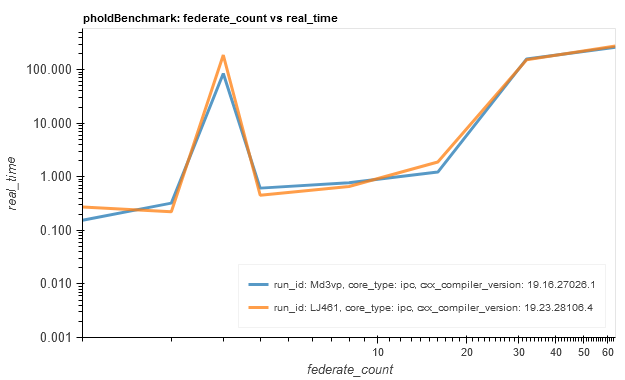 pholdBenchmark: federate_count vs real_time
100.000
10.000
1.000
0.100
0.010
0.001
real_time
run_id: Md3vp, core_type: ipc, cxx_compiler_version: 19.16.27026.1
run_id: LJ461, core_type: ipc, cxx_compiler_version: 19.23.28106.4
10 20 30 40 50 60
federate_count